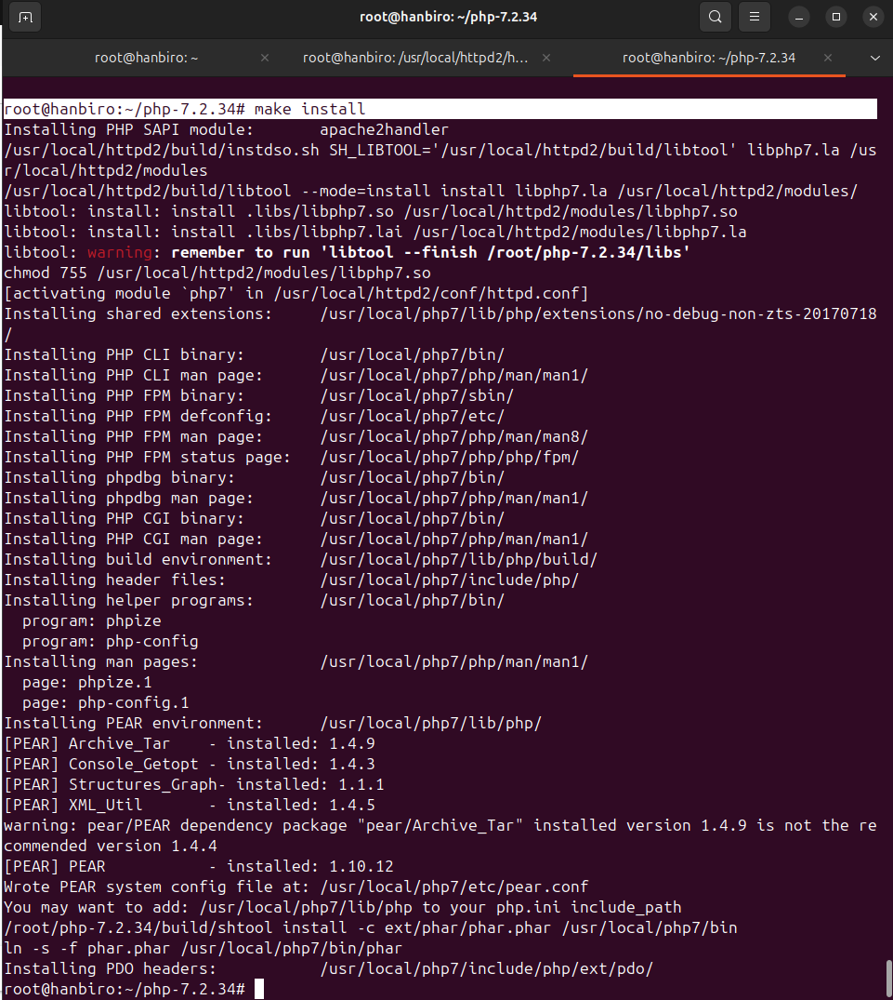 root@hanbiro: ~/php-7.2.34
root@hanbiro: ~
root@hanbiro: /usr/local/httpd2/h...
root@hanbiro: ~/php-7.2.34
root@hanbiro:~/php-7.2.34# make install
Installing PHP SAPI module:       apache2handler
/usr/local/httpd2/build/instdso.sh SH_LIBTOOL='/usr/local/httpd2/build/libtool' libphp7.la /us
r/local/httpd2/modules
/usr/local/httpd2/build/libtool --mode=install install libphp7.la /usr/local/httpd2/modules/
libtool: install: install .libs/libphp7.so /usr/local/httpd2/modules/libphp7.so
libtool: install: install .libs/libphp7.lai /usr/local/httpd2/modules/libphp7.la
libtool: warning: remember to run 'libtool --finish /root/php-7.2.34/libs'
chmod 755 /usr/local/httpd2/modules/libphp7.so
[activating module `php7' in /usr/local/httpd2/conf/httpd.conf]
Installing shared extensions:     /usr/local/php7/lib/php/extensions/no-debug-non-zts-20170718
/
Installing PHP CLI binary:        /usr/local/php7/bin/
Installing PHP CLI man page:      /usr/local/php7/php/man/man1/
Installing PHP FPM binary:        /usr/local/php7/sbin/
Installing PHP FPM defconfig:     /usr/local/php7/etc/
Installing PHP FPM man page:      /usr/local/php7/php/man/man8/
Installing PHP FPM status page:   /usr/local/php7/php/php/fpm/
Installing phpdbg binary:         /usr/local/php7/bin/
Installing phpdbg man page:       /usr/local/php7/php/man/man1/
Installing PHP CGI binary:        /usr/local/php7/bin/
Installing PHP CGI man page:      /usr/local/php7/php/man/man1/
Installing build environment:     /usr/local/php7/lib/php/build/
Installing header files:          /usr/local/php7/include/php/
Installing helper programs:       /usr/local/php7/bin/
  program: phpize
  program: php-config
Installing man pages:             /usr/local/php7/php/man/man1/
  page: phpize.1
  page: php-config.1
Installing PEAR environment:      /usr/local/php7/lib/php/
[PEAR] Archive_Tar    - installed: 1.4.9
[PEAR] Console_Getopt - installed: 1.4.3
[PEAR] Structures_Graph- installed: 1.1.1
[PEAR] XML_Util       - installed: 1.4.5
warning: pear/PEAR dependency package "pear/Archive_Tar" installed version 1.4.9 is not the re
commended version 1.4.4
[PEAR] PEAR           - installed: 1.10.12
Wrote PEAR system config file at: /usr/local/php7/etc/pear.conf
You may want to add: /usr/local/php7/lib/php to your php.ini include_path
/root/php-7.2.34/build/shtool install -c ext/phar/phar.phar /usr/local/php7/bin
ln -s -f phar.phar /usr/local/php7/bin/phar
Installing PDO headers:           /usr/local/php7/include/php/ext/pdo/
root@hanbiro:~/php-7.2.34#